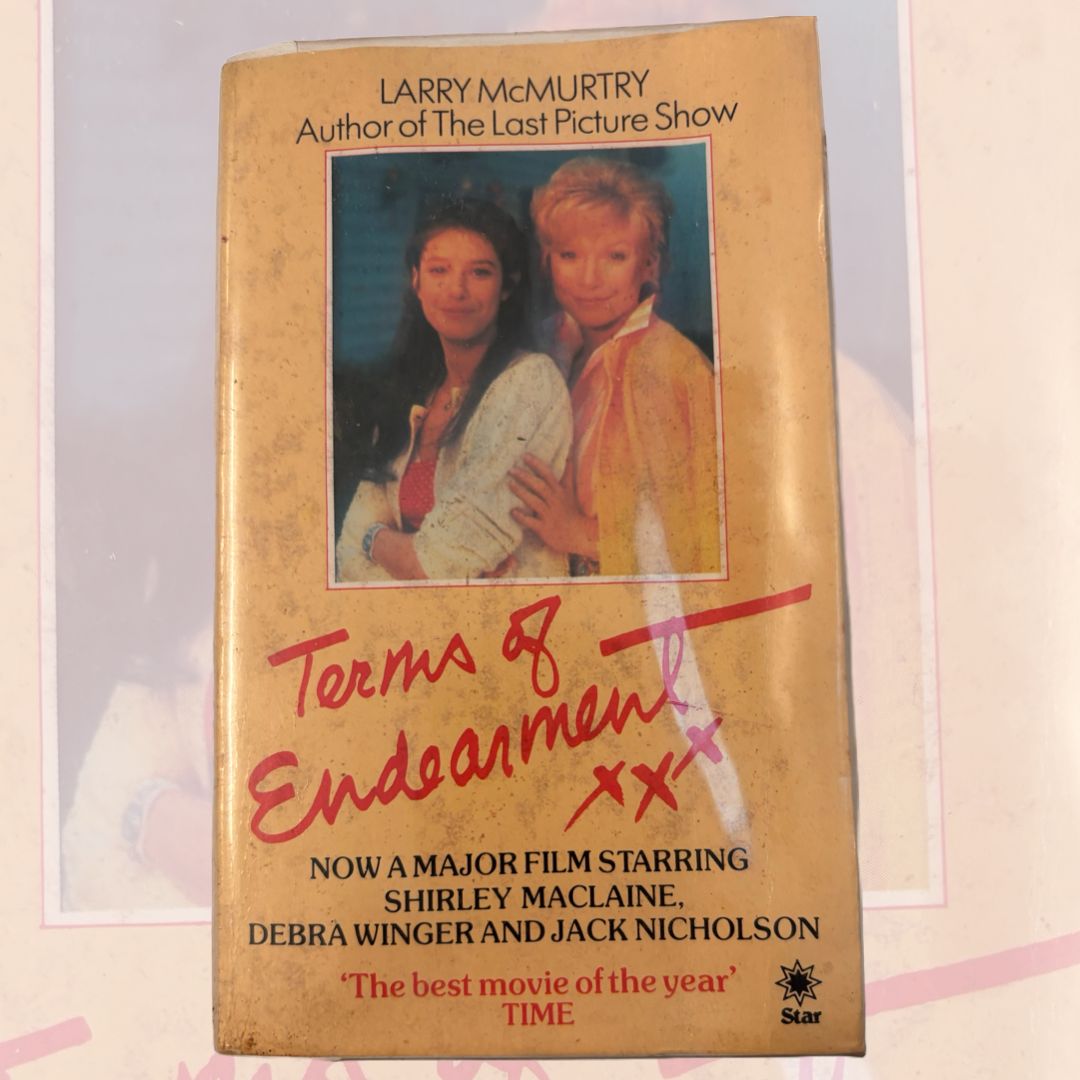 LARRY McMURTRY
Author of The Last Picture Show
Terms of
Endearment
xxx
NOW A MAJOR FILM STARRING
SHIRLEY MACLAINE,
DEBRA WINGER AND JACK NICHOLSON
‘The best movie of the year’
TIME
Star